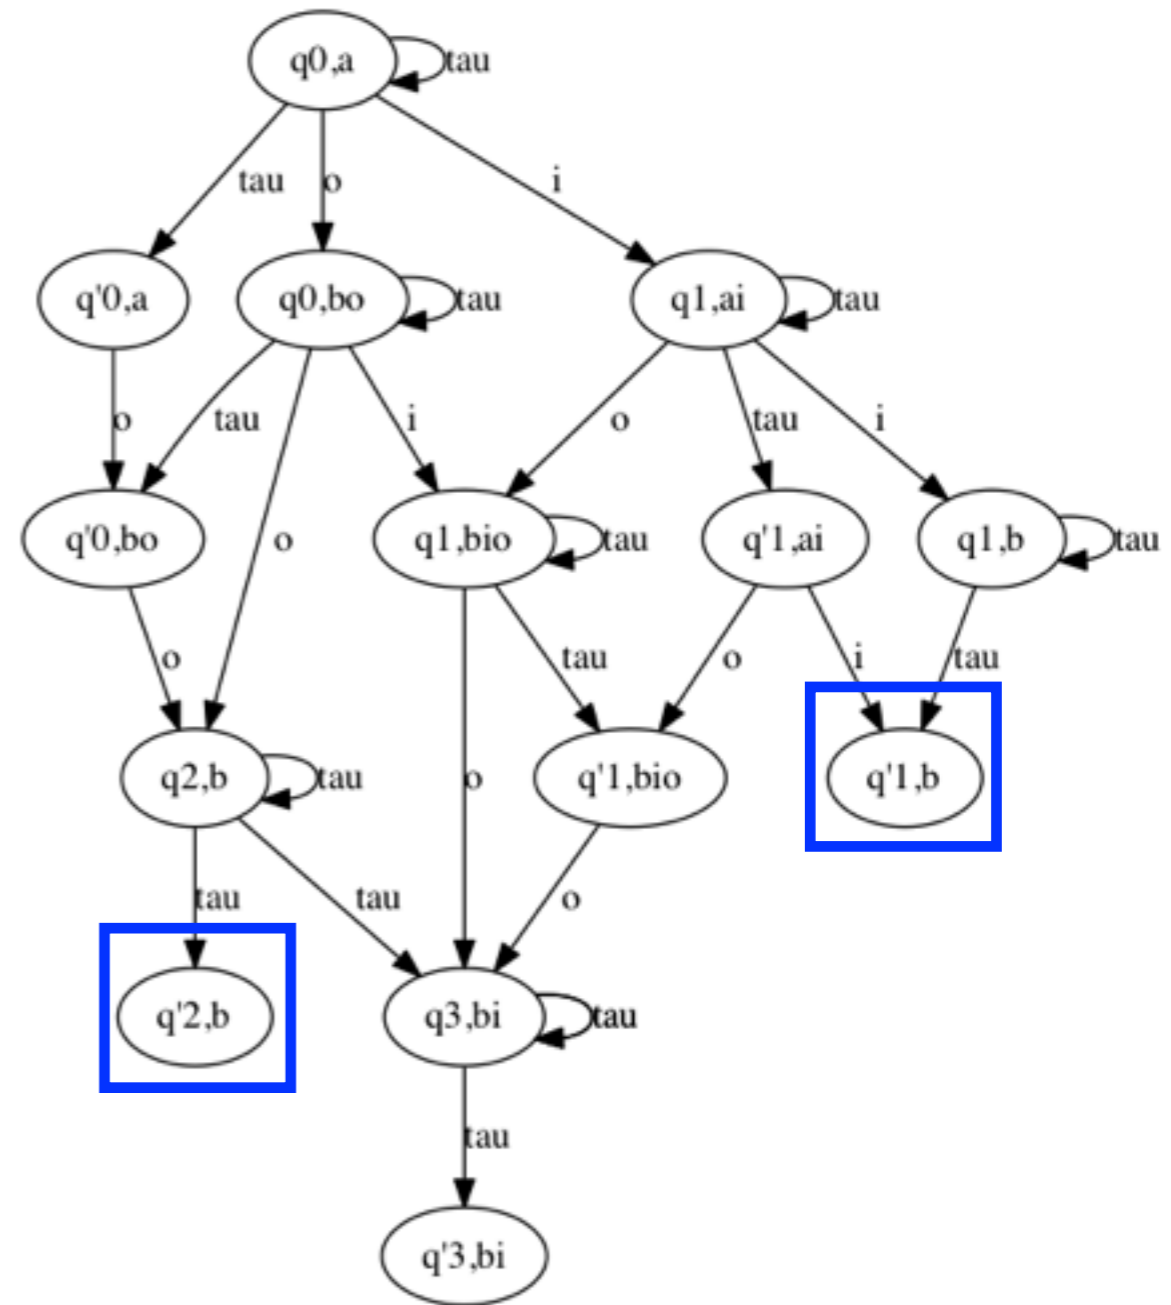 q0,a tau
tau o i
q'0,a q0,bo tau q1,ai tau
o tau i o tau i
q'0,bo o q1,bio tau q'1,ai q1,b tau
o tau o i tau
q2,b tau o q'1,bio q'1,b
tau tau o
q'2,b q3,bi tau
tau
q'3,bi